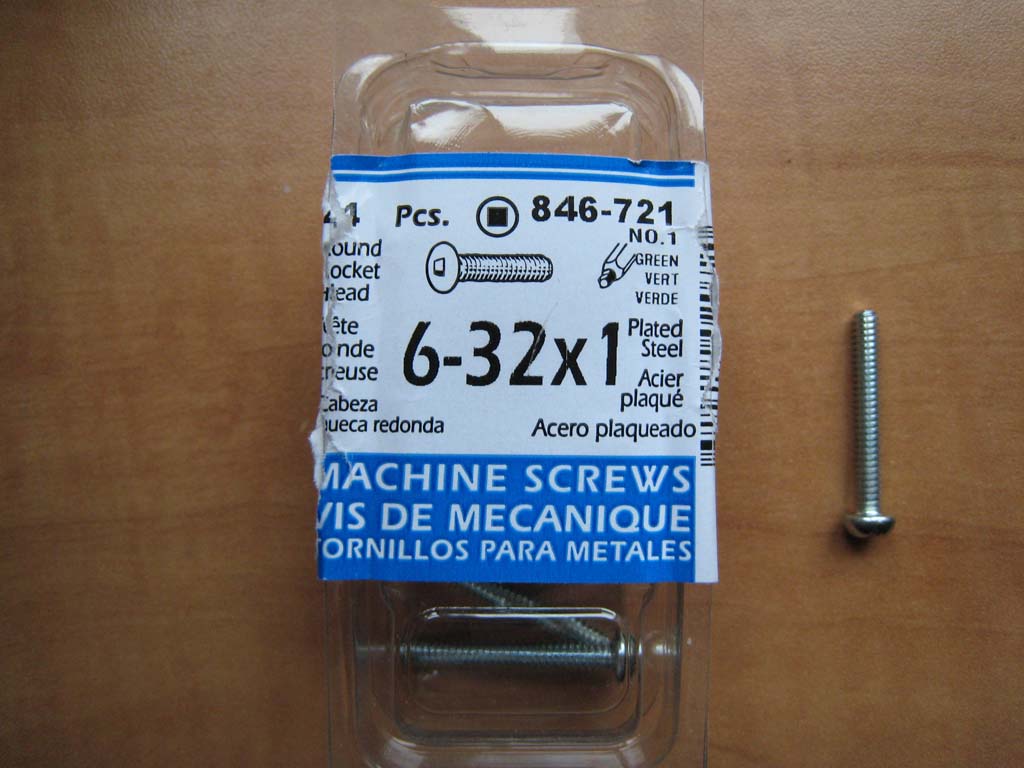 Pcs. 846-721
NO.1
GREEN
VERT
VERDE
6-32x1
Plated
Steel
Acier
plaqué
Cabeza
redonda
Acero plaqueado
MACHINE SCREWS
VIS DE MECANIQUE
TORNILLOS PARA METALES